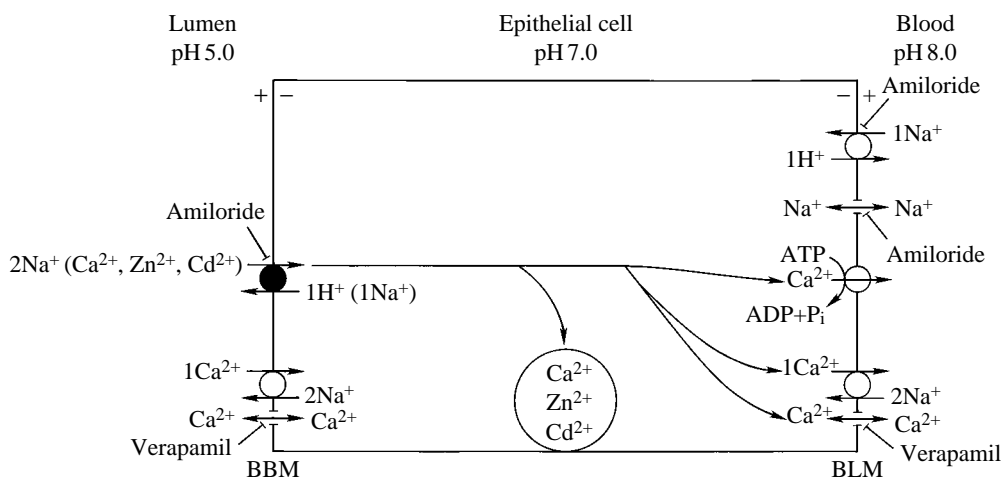 Lumen
pH 5.0
Epithelial cell
pH 7.0
Blood
pH 8.0
+ −
− +
Amiloride
1Na⁺
1H⁺
Na⁺ Na⁺
Amiloride
Amiloride
2Na⁺ (Ca²⁺, Zn²⁺, Cd²⁺)
1H⁺ (1Na⁺)
ATP
Ca²⁺
ADP+Pᵢ
1Ca²⁺
2Na⁺
Ca²⁺ Ca²⁺
Verapamil
Ca²⁺
Zn²⁺
Cd²⁺
1Ca²⁺
2Na⁺
Ca²⁺ Ca²⁺
Verapamil
BBM
BLM